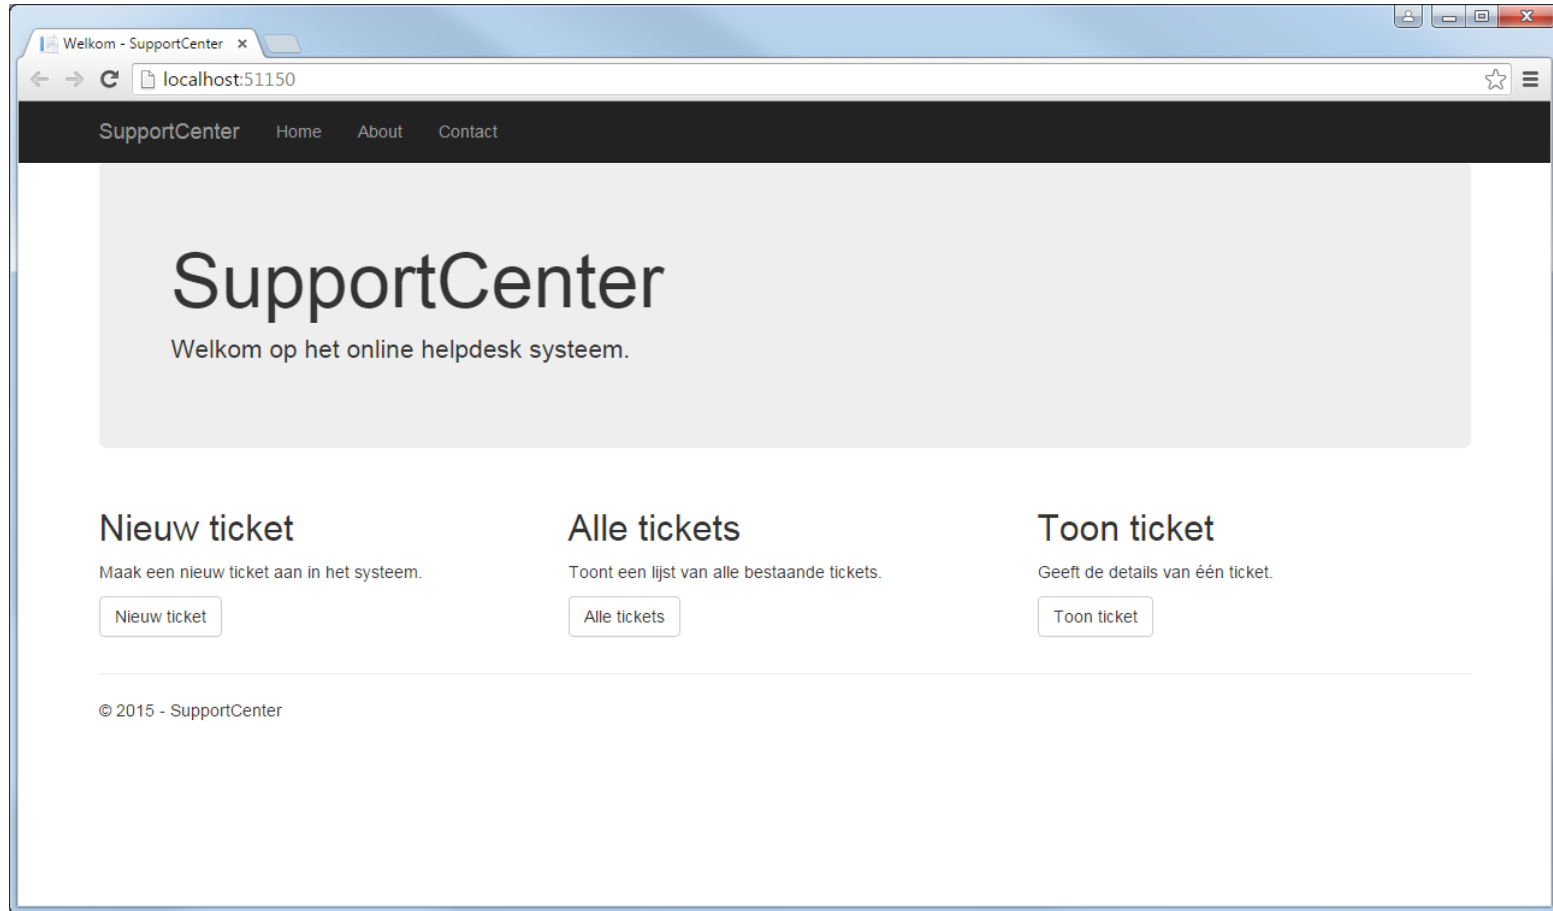 Welkom - SupportCenter
localhost:51150
SupportCenter Home About Contact
SupportCenter
Welkom op het online helpdesk systeem.
Nieuw ticket
Maak een nieuw ticket aan in het systeem.
Nieuw ticket
Alle tickets
Toont een lijst van alle bestaande tickets.
Alle tickets
Toon ticket
Geeft de details van één ticket.
Toon ticket
© 2015 - SupportCenter